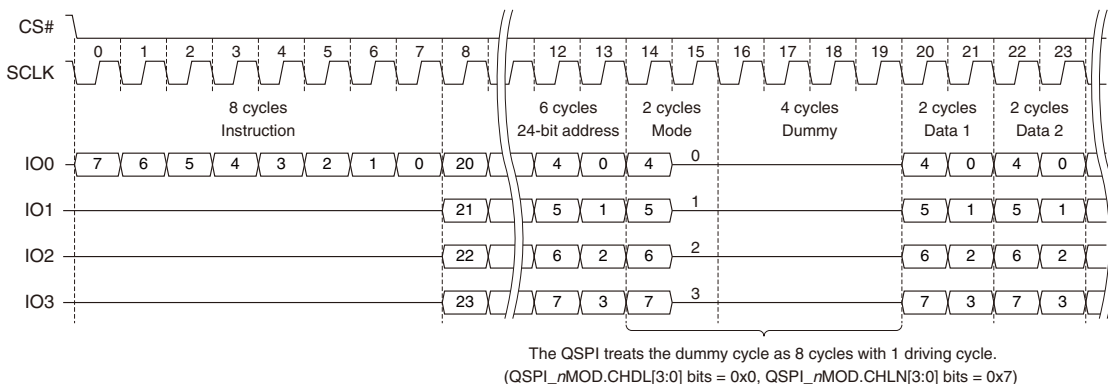 CS#
0 1 2 3 4 5 6 7 8 12 13 14 15 16 17 18 19 20 21 22 23
SCLK
8 cycles 6 cycles 2 cycles 4 cycles 2 cycles 2 cycles
Instruction 24-bit address Mode Dummy Data 1 Data 2
IO0 7 6 5 4 3 2 1 0 20 4 0 4 0 4 0 4 0
IO1 21 5 1 5 1 5 1 5 1
IO2 22 6 2 6 2 6 2 6 2
IO3 23 7 3 7 3 7 3 7 3
The QSPI treats the dummy cycle as 8 cycles with 1 driving cycle.
(QSPI_nMOD.CHDL[3:0] bits = 0x0, QSPI_nMOD.CHLN[3:0] bits = 0x7)